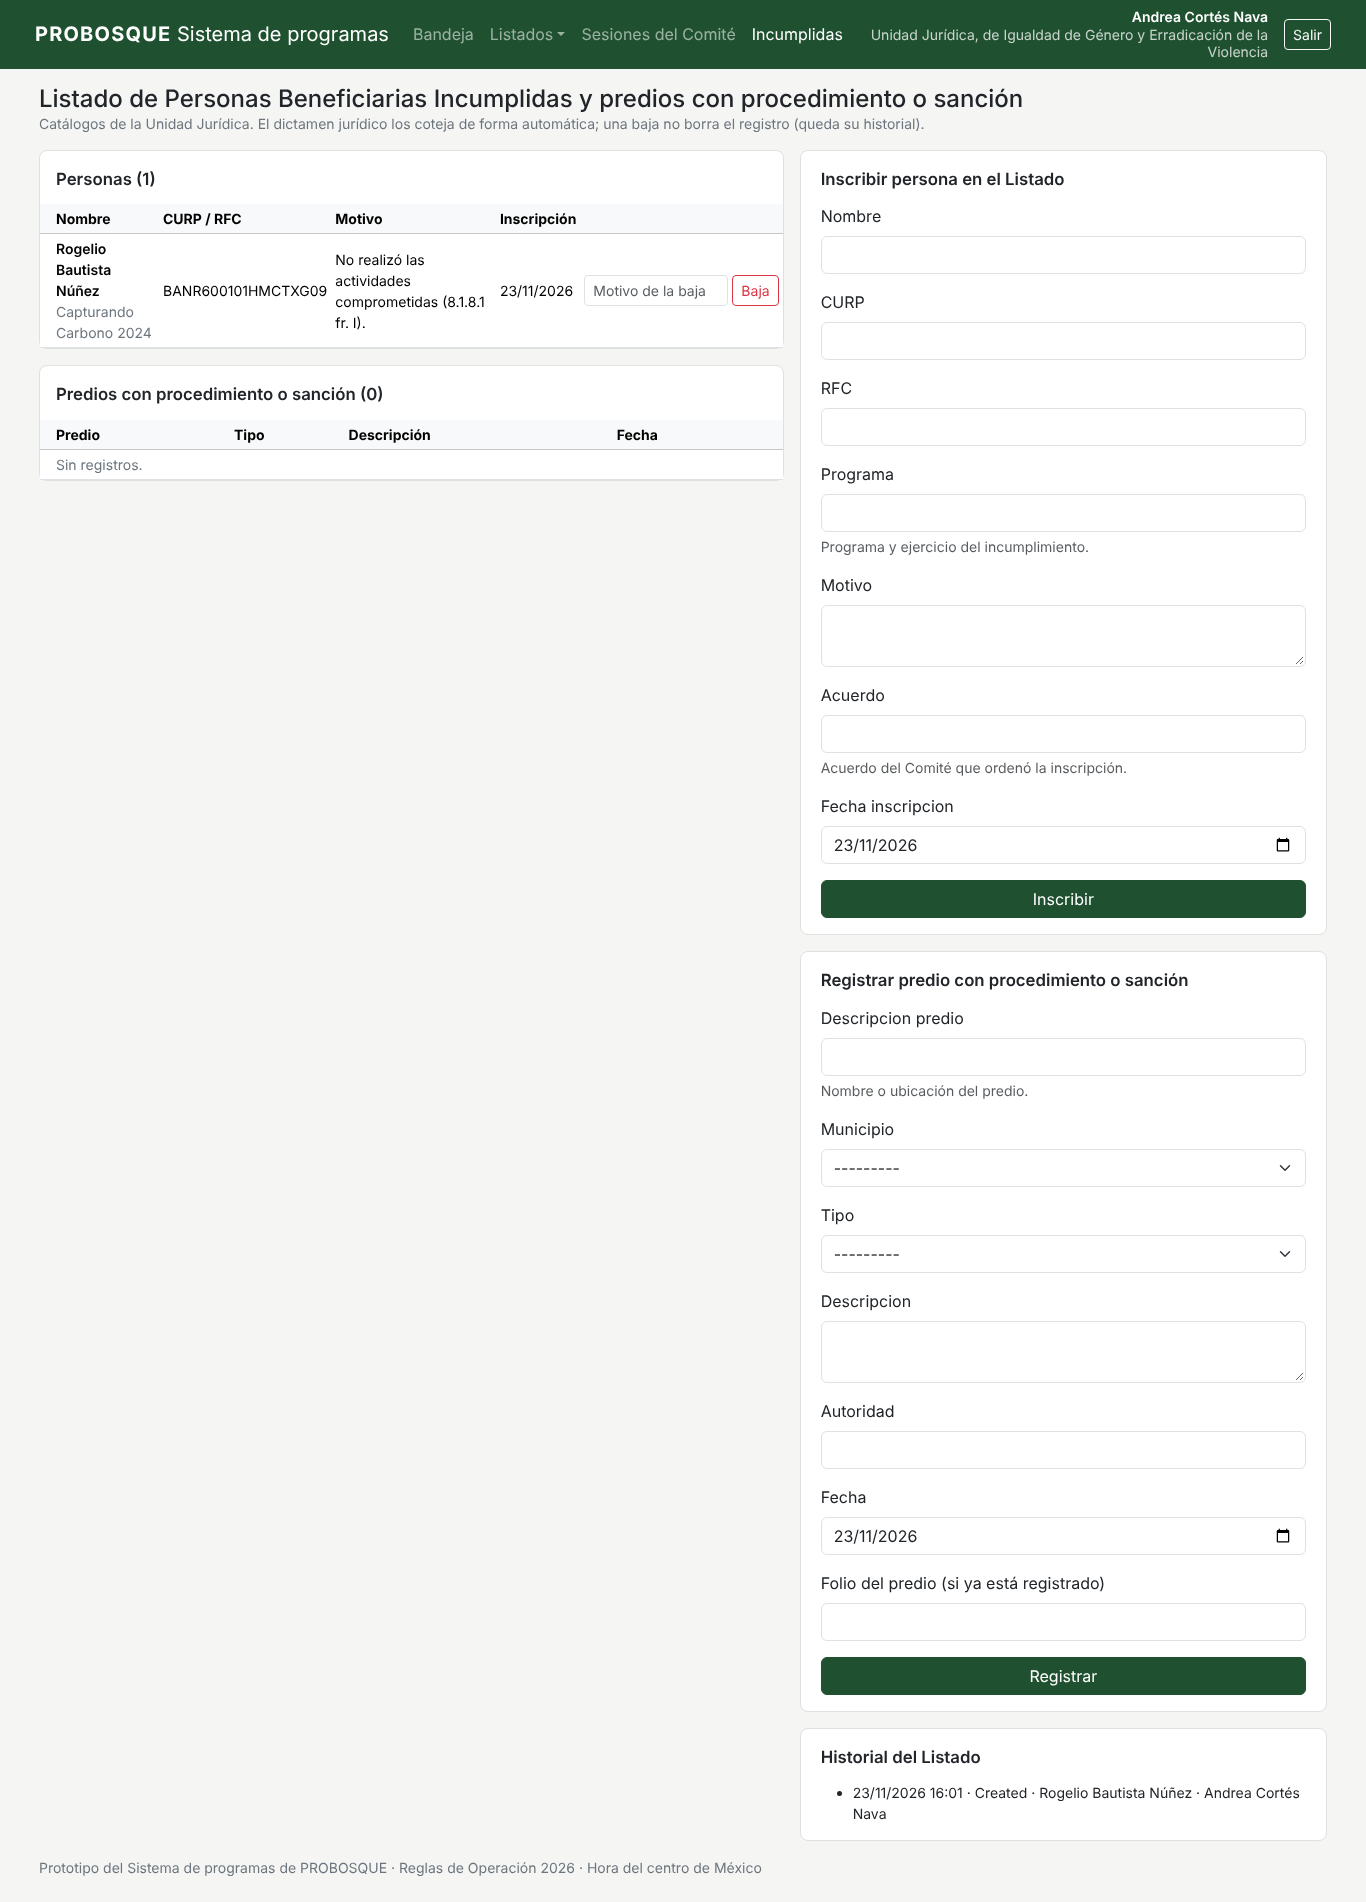 PROBOSQUE Sistema de programas
Bandeja
Listados
Sesiones del Comité
Incumplidas
Andrea Cortés Nava
Unidad Jurídica, de Igualdad de Género y Erradicación de la
Violencia
Salir
Listado de Personas Beneficiarias Incumplidas y predios con procedimiento o sanción
Catálogos de la Unidad Jurídica. El dictamen jurídico los coteja de forma automática; una baja no borra el registro (queda su historial).
Personas (1)
Nombre CURP / RFC Motivo Inscripción
Rogelio
Bautista
Núñez
Capturando
Carbono 2024
BANR600101HMCTXG09
No realizó las
actividades
comprometidas (8.1.8.1
fr. I).
23/11/2026
Motivo de la baja
Baja
Predios con procedimiento o sanción (0)
Predio Tipo Descripción Fecha
Sin registros.
Inscribir persona en el Listado
Nombre
CURP
RFC
Programa
Programa y ejercicio del incumplimiento.
Motivo
Acuerdo
Acuerdo del Comité que ordenó la inscripción.
Fecha inscripcion
23/11/2026
Inscribir
Registrar predio con procedimiento o sanción
Descripcion predio
Nombre o ubicación del predio.
Municipio
---------
Tipo
---------
Descripcion
Autoridad
Fecha
23/11/2026
Folio del predio (si ya está registrado)
Registrar
Historial del Listado
• 23/11/2026 16:01 · Created · Rogelio Bautista Núñez · Andrea Cortés
Nava
Prototipo del Sistema de programas de PROBOSQUE · Reglas de Operación 2026 · Hora del centro de México